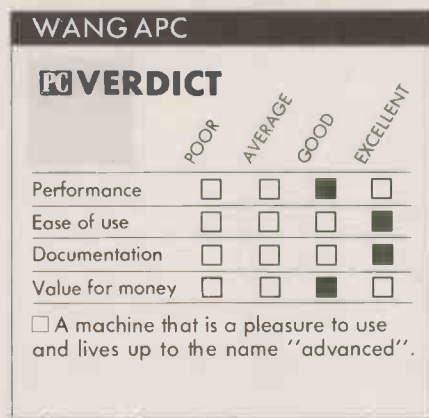 WANG APC
PC VERDICT
POOR AVERAGE GOOD EXCELLENT
Performance
Ease of use
Documentation
Value for money
A machine that is a pleasure to use
and lives up to the name "advanced".